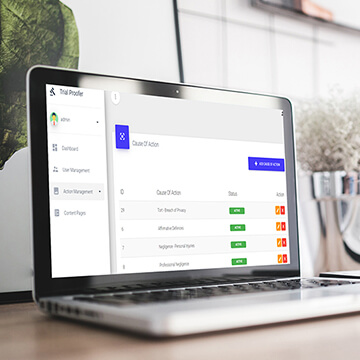 Trial Proofer
admin
Dashboard
User Management
Action Management
Content Pages
Cause Of Action
ADD CAUSE OF ACTION
ID Cause Of Action Status Action
Tort: Breach of Privacy ACTIVE
6 Affirmative Defenses ACTIVE
7 Negligence: Personal Injuries ACTIVE
8 Professional Negligence ACTIVE